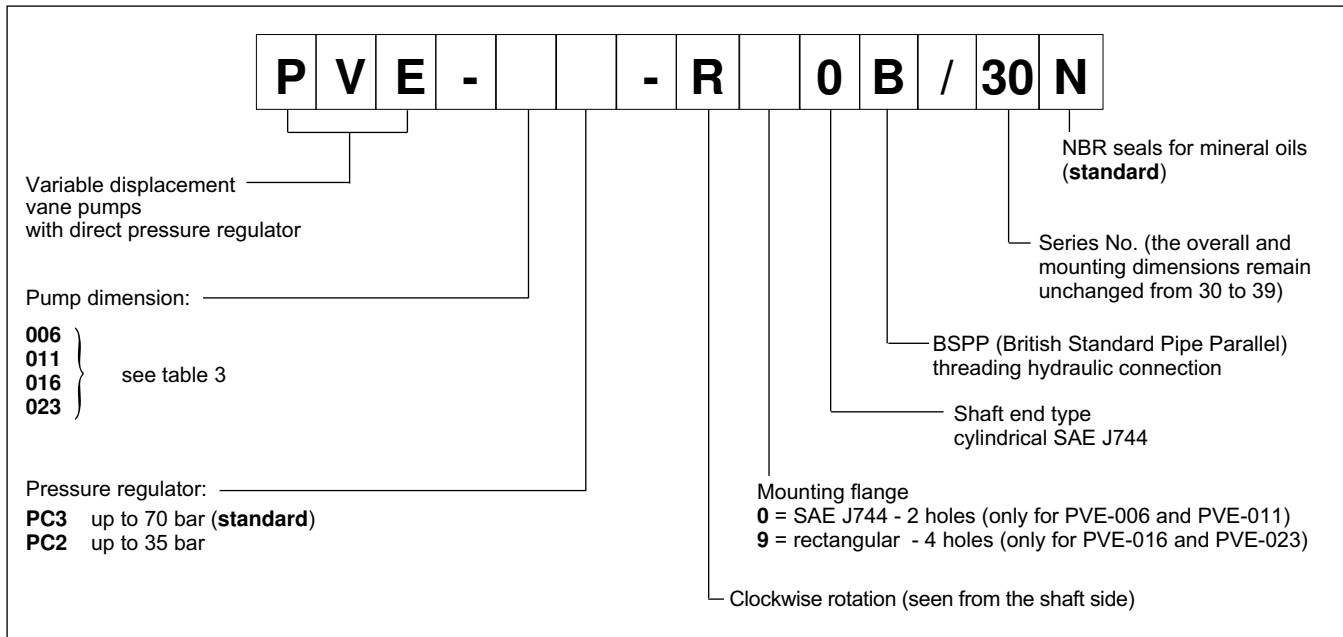 PVE- -R 0B/30N
NBR seals for mineral oils
(standard)
Variable displacement
vane pumps
with direct pressure regulator
Series No. (the overall and
mounting dimensions remain
unchanged from 30 to 39)
Pump dimension:
006
011
016
023
see table 3
BSPP (British Standard Pipe Parallel)
threading hydraulic connection
Shaft end type
cylindrical SAE J744
Pressure regulator:
PC3 up to 70 bar (standard)
PC2 up to 35 bar
Mounting flange
0 = SAE J744 - 2 holes (only for PVE-006 and PVE-011)
9 = rectangular - 4 holes (only for PVE-016 and PVE-023)
Clockwise rotation (seen from the shaft side)